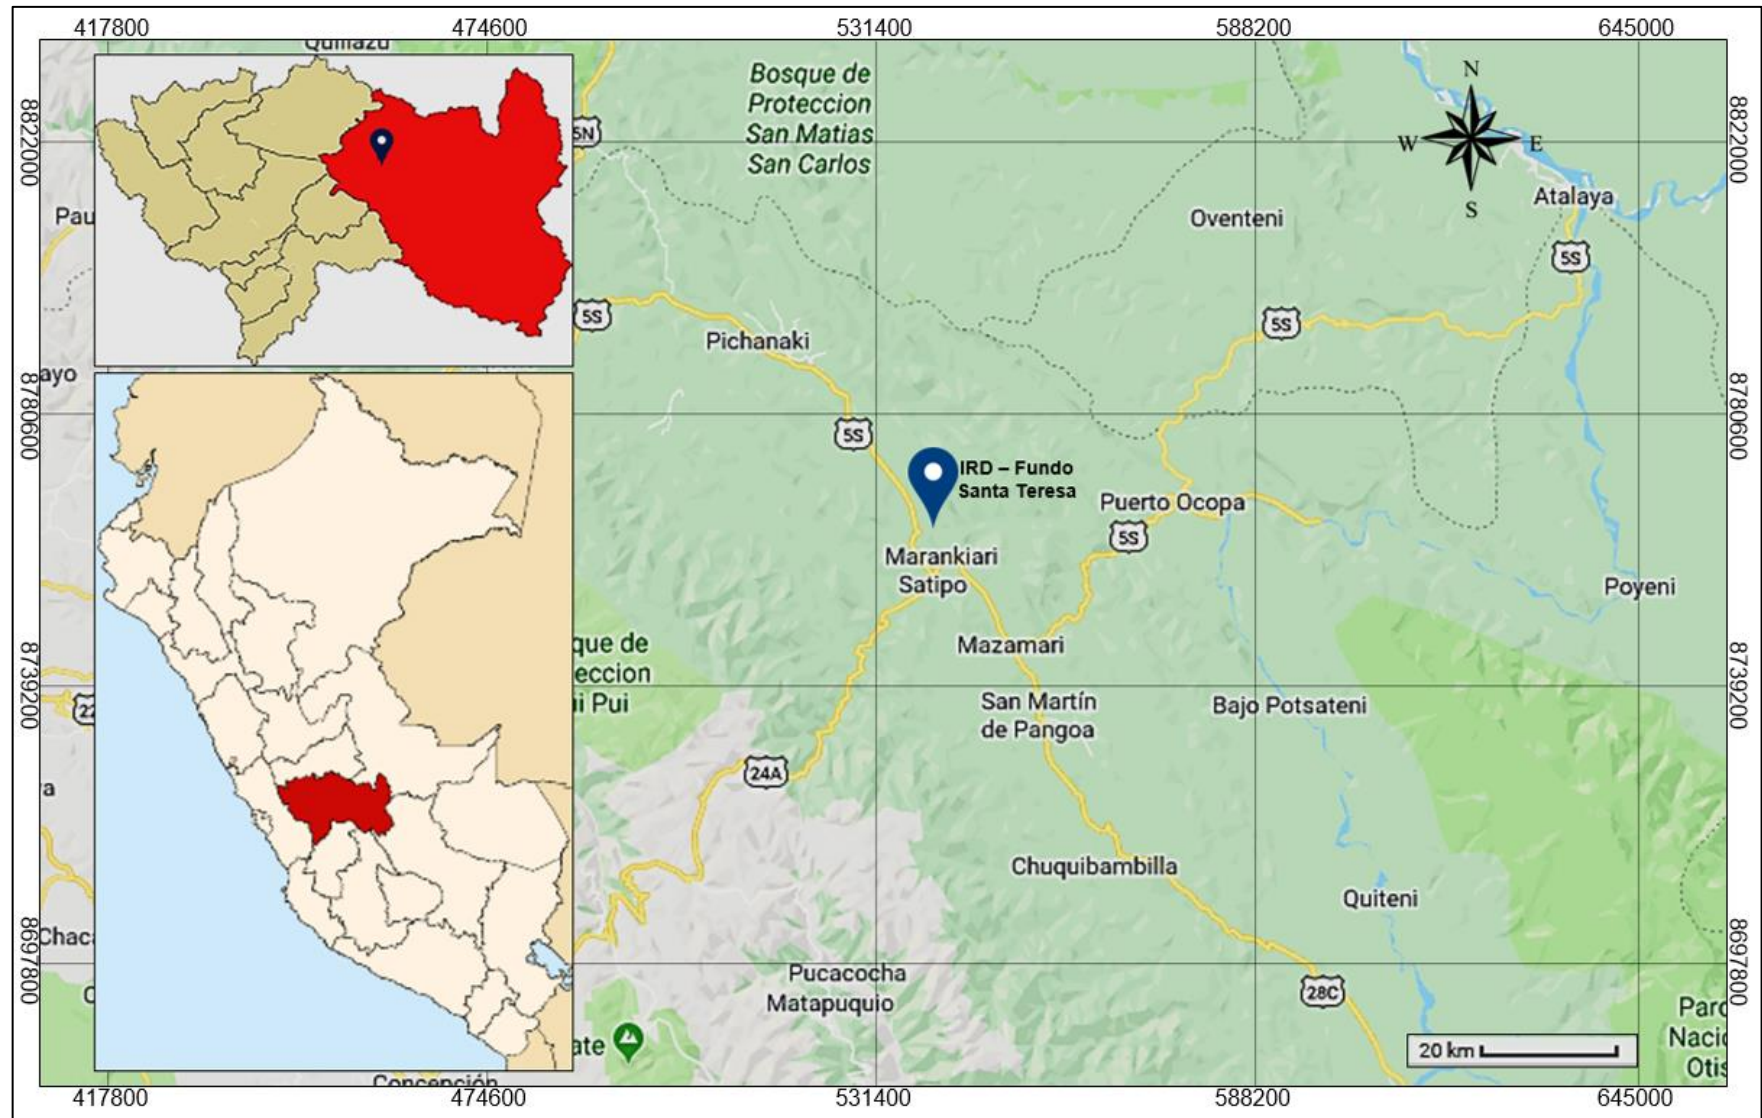 417800
474600
531400
588200
645000
Quillazu
Bosque de
Proteccion
San Matias
San Carlos
N
W
E
S
5N
8822000
8822000
Pau
Oventeni
Atalaya
5S
5S
5S
Pichanaki
ayo
8780600
8780600
5S
IRD – Fundo
Santa Teresa
Puerto Ocopa
5S
Marankiari
Satipo
Poyeni
Mazamari
que de
eccion
ii Pui
8739200
8739200
22
San Martín
de Pangoa
Bajo Potsateni
24A
a
Chuquibambilla
Quiteni
Chaca
8697800
8697800
Pucacocha
Matapuquio
28C
C
Parc
Nacio
Otis
ate
20 km
Concepción
417800
474600
531400
588200
645000